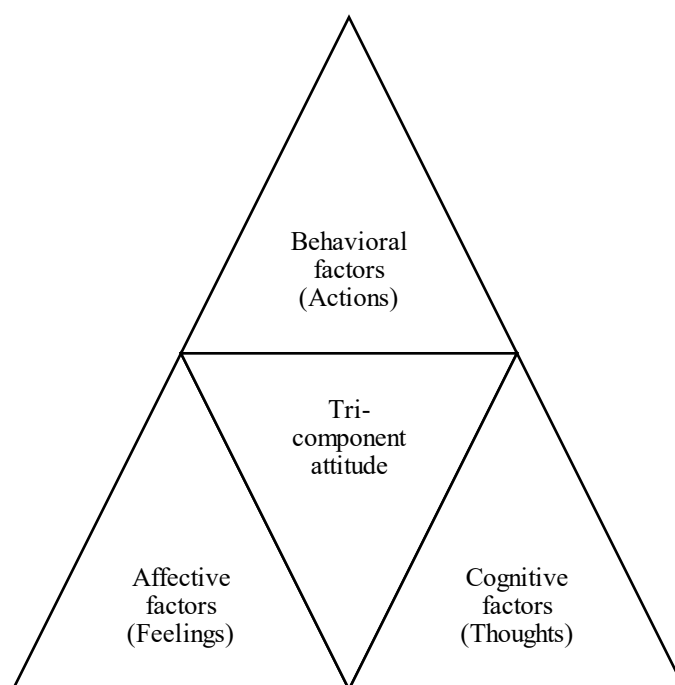 Behavioral
factors
(Actions)
Tri-
component
attitude
Affective
factors
(Feelings)
Cognitive
factors
(Thoughts)